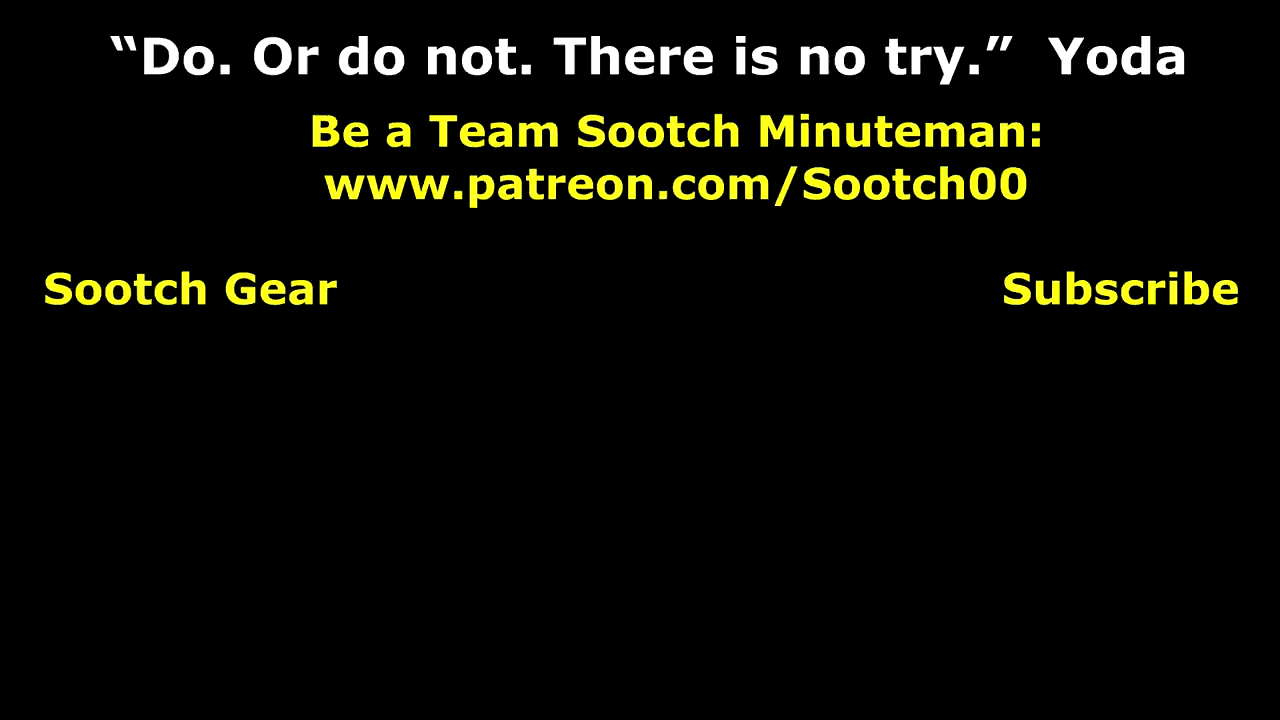 “Do. Or do not. There is no try.” Yoda
Be a Team Sootch Minuteman:
www.patreon.com/Sootch00
Sootch Gear
Subscribe